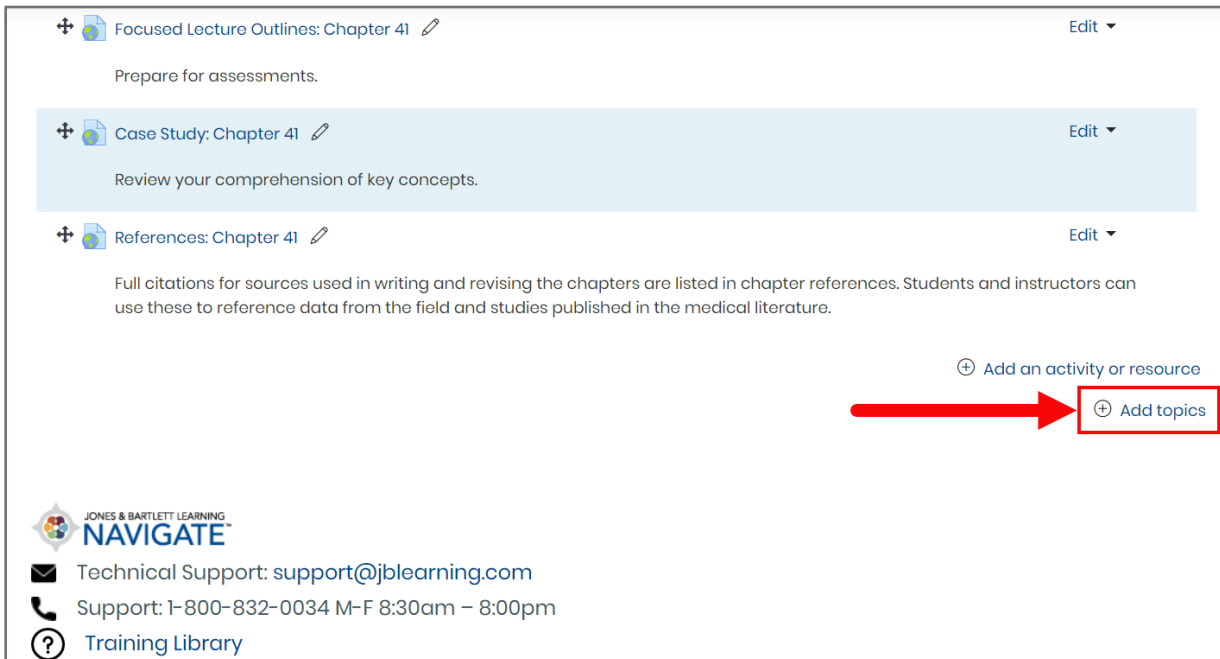 Focused Lecture Outlines: Chapter 41 Edit
Prepare for assessments.
Case Study: Chapter 41 Edit
Review your comprehension of key concepts.
References: Chapter 41 Edit
Full citations for sources used in writing and revising the chapters are listed in chapter references. Students and instructors can
use these to reference data from the field and studies published in the medical literature.
Add an activity or resource
Add topics
JONES & BARTLETT LEARNING
NAVIGATE™
Technical Support: support@jblearning.com
Support: 1-800-832-0034 M-F 8:30am – 8:00pm
? Training Library